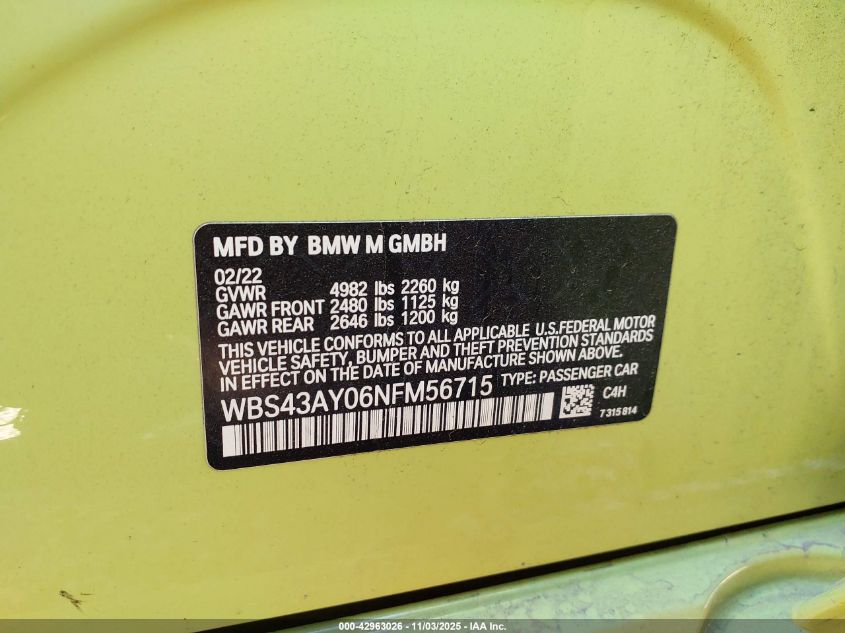 MFD BY BMW M GMBH
02/22
GVWR 4982 lbs 2260 kg
GAWR FRONT 2480 lbs 1125 kg
GAWR REAR 2646 lbs 1200 kg
THIS VEHICLE CONFORMS TO ALL APPLICABLE U.S.FEDERAL MOTOR
VEHICLE SAFETY, BUMPER AND THEFT PREVENTION STANDARDS
IN EFFECT ON THE DATE OF MANUFACTURE SHOWN ABOVE.
WBS43AY06NFM56715 TYPE: PASSENGER CAR
C4H
7 315 814
000-42963026 - 11/03/2025 - IAA Inc.